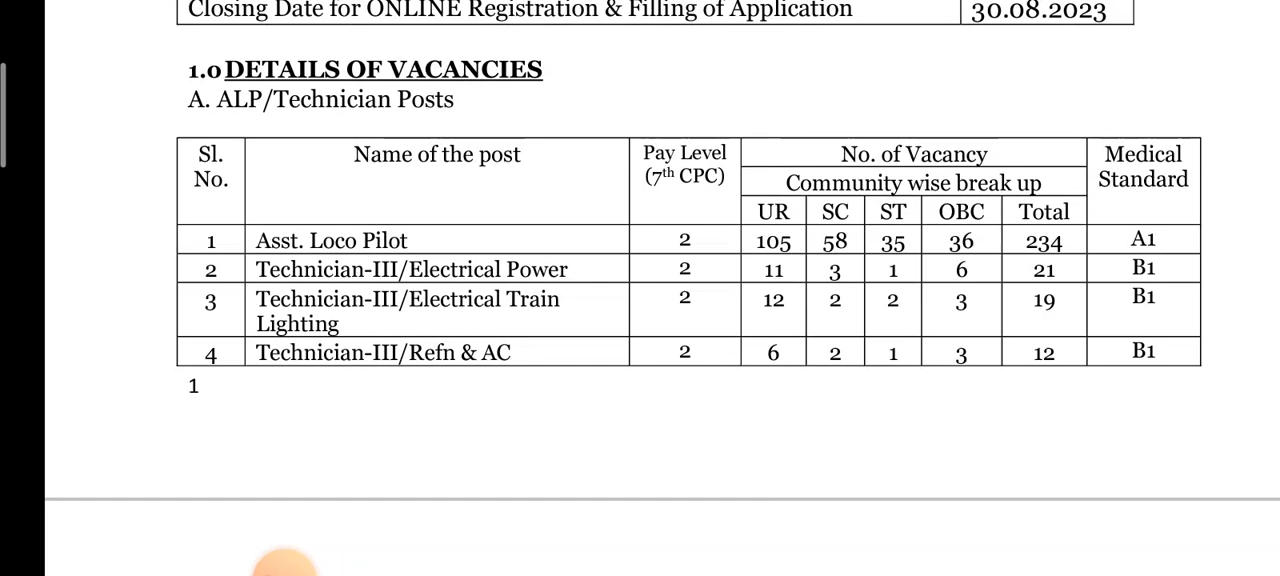 Closing Date for ONLINE Registration & Filling of Application 30.08.2023
1.0 DETAILS OF VACANCIES
A. ALP/Technician Posts
Sl. No. Name of the post Pay Level (7th CPC) No. of Vacancy Medical Standard
Community wise break up
UR SC ST OBC Total
1 Asst. Loco Pilot 2 105 58 35 36 234 A1
2 Technician-III/Electrical Power 2 11 3 1 6 21 B1
3 Technician-III/Electrical Train 2 12 2 2 3 19 B1
Lighting
4 Technician-III/Refn & AC 2 6 2 1 3 12 B1
1